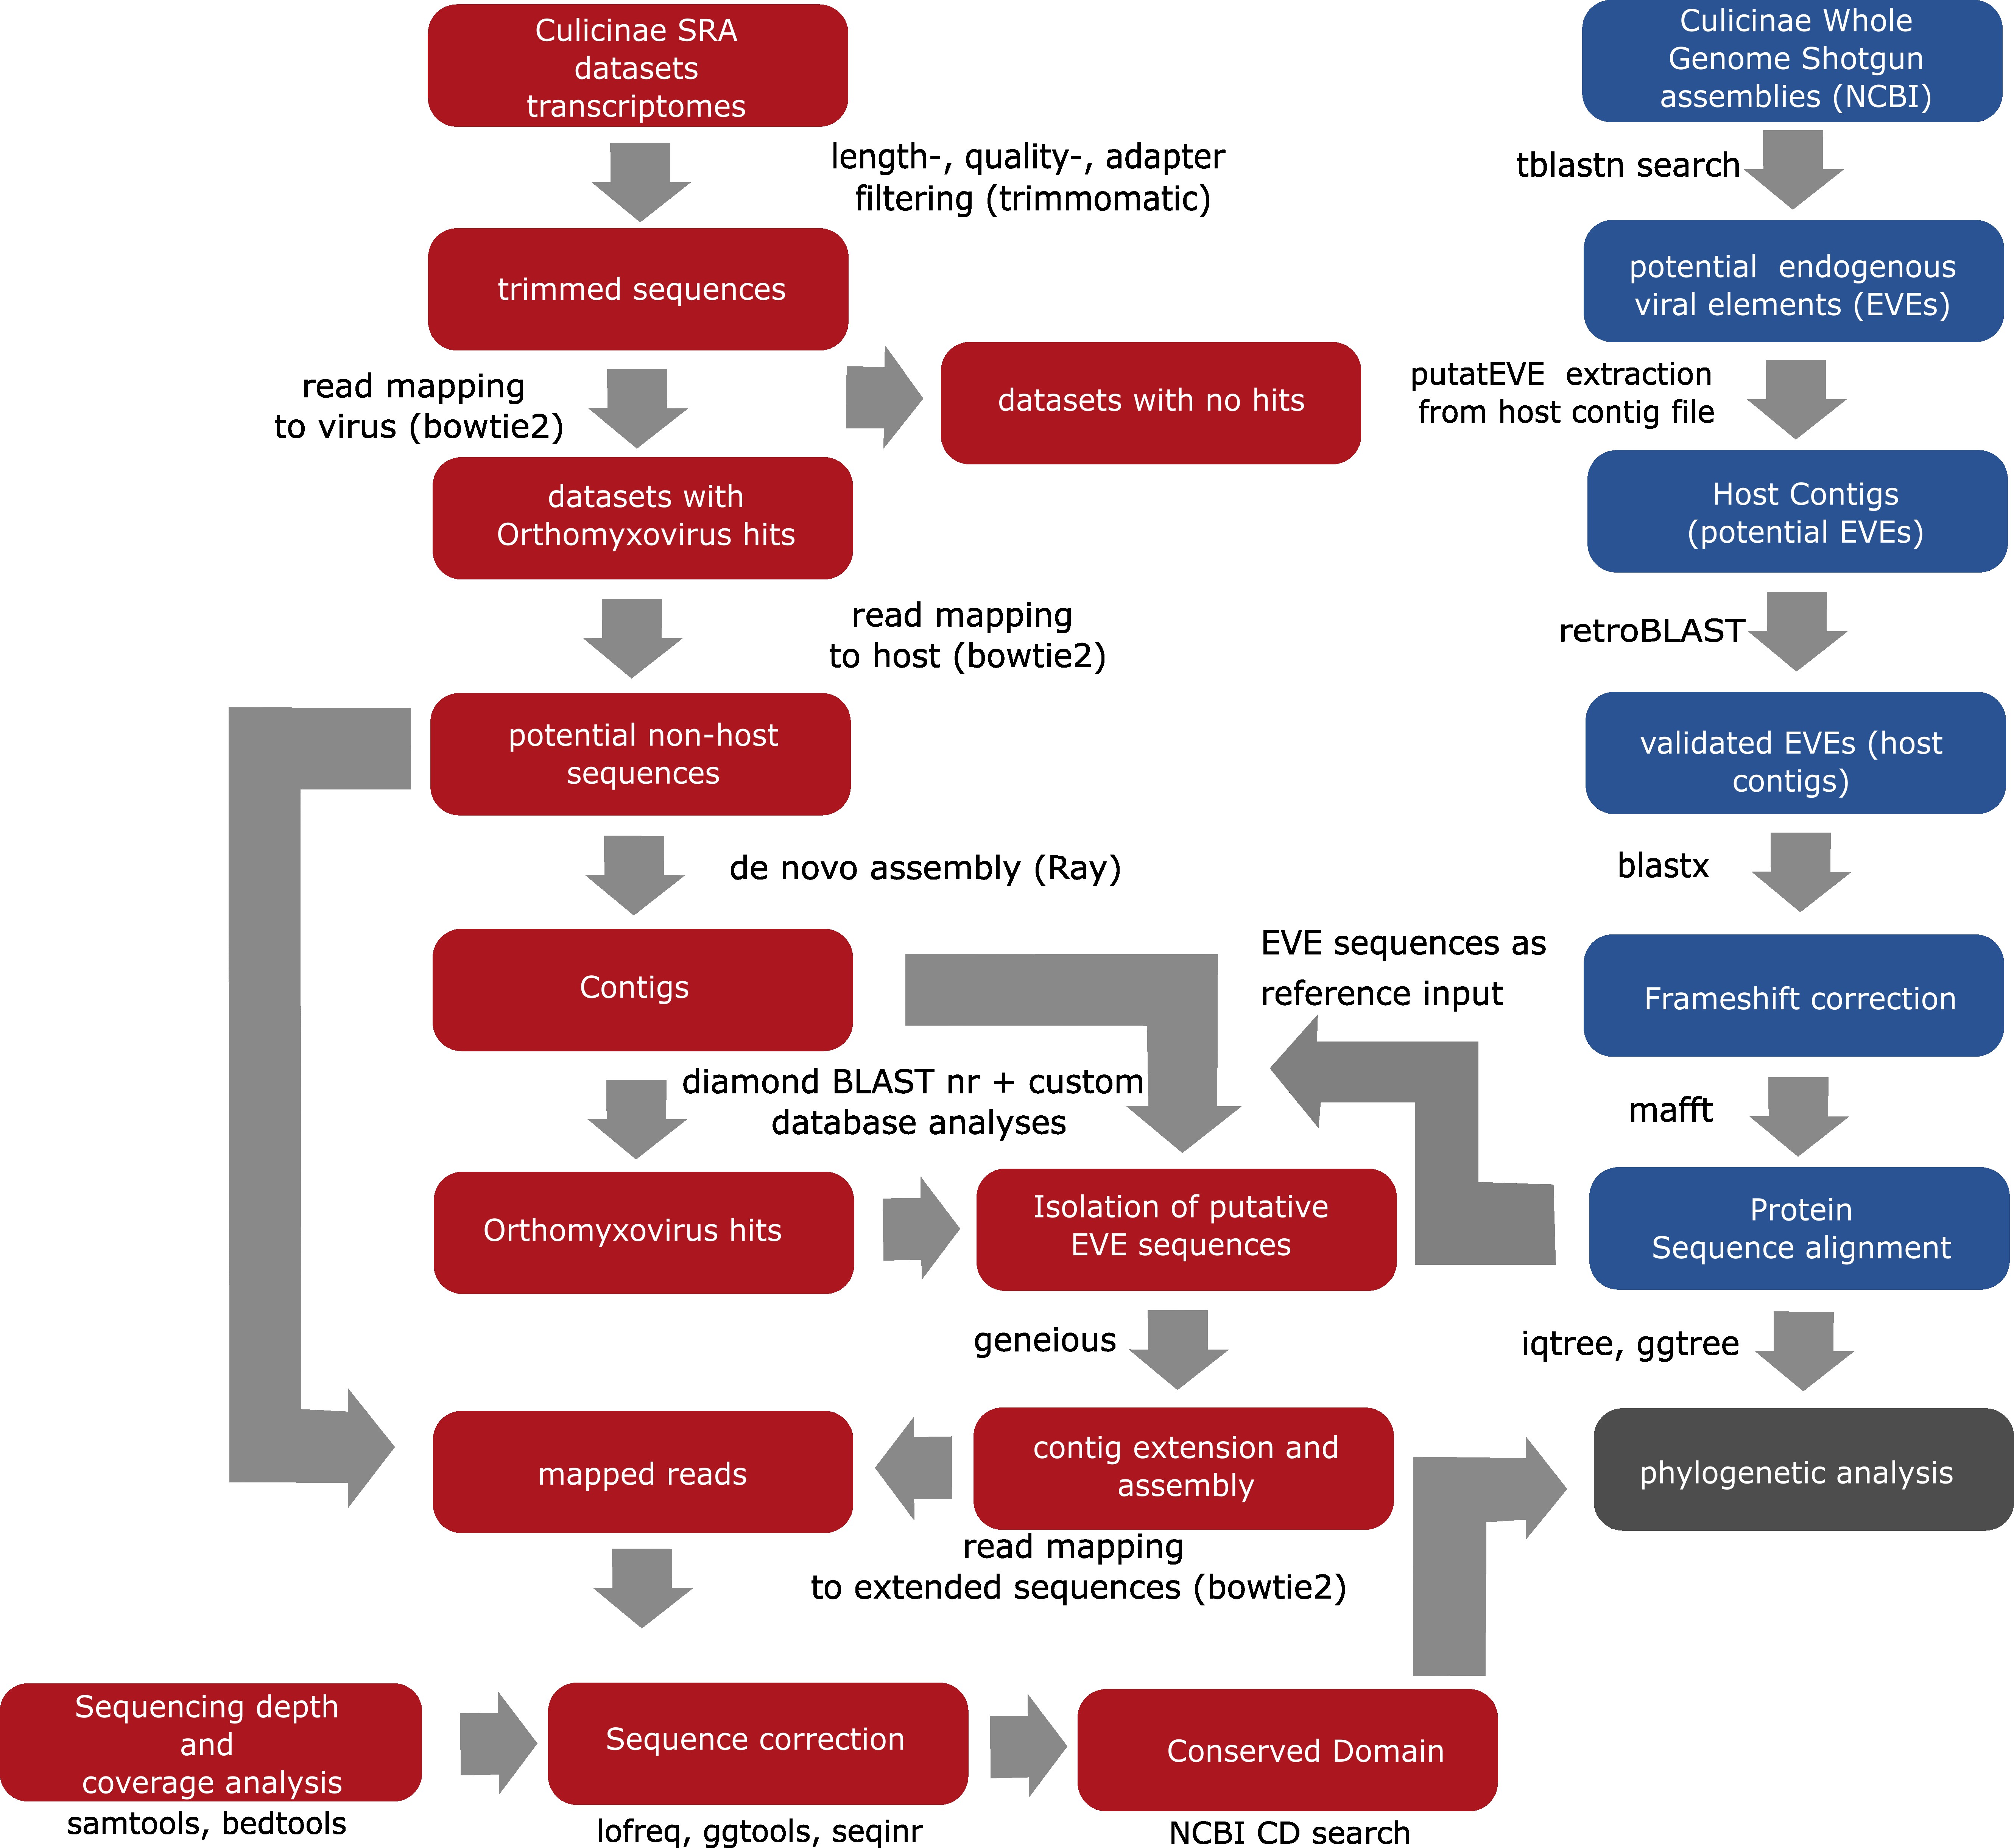 Culicinae SRA
datasets
transcriptomes
length-, quality-, adapter
filtering (trimmomatic)
trimmed sequences
read mapping
to virus (bowtie2)
datasets with no hits
datasets with
Orthomyxovirus hits
read mapping
to host (bowtie2)
potential non-host
sequences
de novo assembly (Ray)
Contigs
diamond BLAST nr + custom
database analyses
Orthomyxovirus hits
Isolation of putative
EVE sequences
geneious
contig extension and
assembly
mapped reads
read mapping
to extended sequences (bowtie2)
Sequencing depth
and
coverage analysis
samtools, bedtools
Sequence correction
lofreq, ggtools, seqinr
Conserved Domain
NCBI CD search
Culicinae Whole
Genome Shotgun
assemblies (NCBI)
tblastn search
potential endogenous
viral elements (EVEs)
putatEVE extraction
from host contig file
Host Contigs
(potential EVEs)
retroBLAST
validated EVEs (host
contigs)
blastx
Frameshift correction
EVE sequences as
reference input
mafft
Protein
Sequence alignment
iqtree, ggtree
phylogenetic analysis